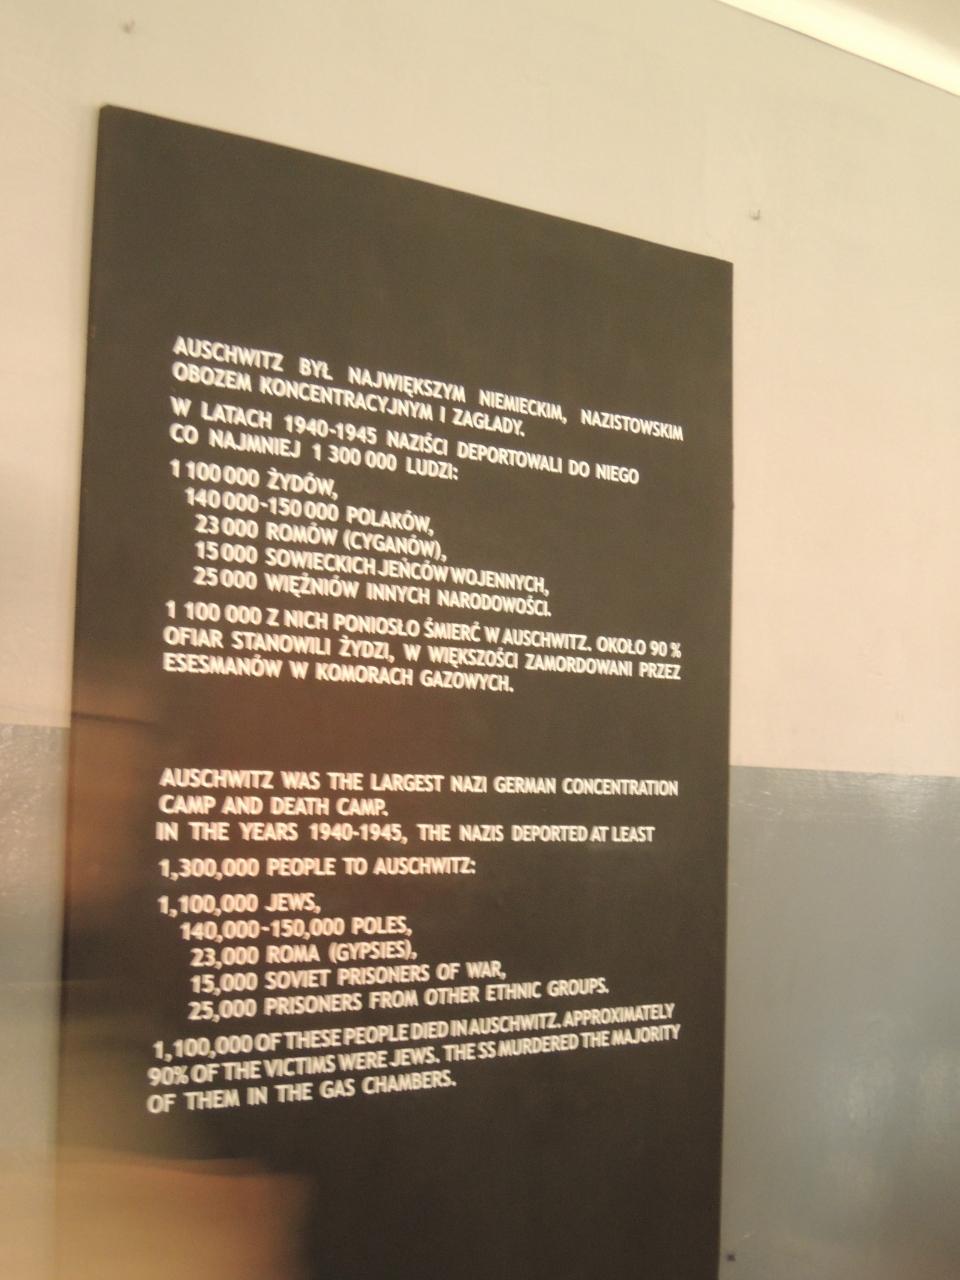 AUSCHWITZ BYŁ NAJWIĘKSZYM NIEMIECKIM, NAZISTOWSKIM
OBOZEM KONCENTRACYJNYM I ZAGŁADY.
W LATACH 1940-1945 NAZIŚCI DEPORTOWALI DO NIEGO
CO NAJMNIEJ 1 300 000 LUDZI:
1 100 000 ŻYDÓW,
140 000-150 000 POLAKÓW,
23 000 ROMÓW (CYGANÓW),
15 000 SOWIECKICH JEŃCÓW WOJENNYCH,
25 000 WIĘŹNIÓW INNYCH NARODOWOŚCI.
1 100 000 Z NICH PONIOSŁO ŚMIERĆ W AUSCHWITZ. OKOŁO 90 %
OFIAR STANOWILI ŻYDZI, W WIĘKSZOŚCI ZAMORDOWANI PRZEZ
ESESMANÓW W KOMORACH GAZOWYCH.
AUSCHWITZ WAS THE LARGEST NAZI GERMAN CONCENTRATION
CAMP AND DEATH CAMP.
IN THE YEARS 1940-1945, THE NAZIS DEPORTED AT LEAST
1,300,000 PEOPLE TO AUSCHWITZ:
1,100,000 JEWS,
140,000-150,000 POLES,
23,000 ROMA (GYPSIES),
15,000 SOVIET PRISONERS OF WAR,
25,000 PRISONERS FROM OTHER ETHNIC GROUPS.
1,100,000 OF THESE PEOPLE DIED IN AUSCHWITZ. APPROXIMATELY
90% OF THE VICTIMS WERE JEWS. THE SS MURDERED THE MAJORITY
OF THEM IN THE GAS CHAMBERS.